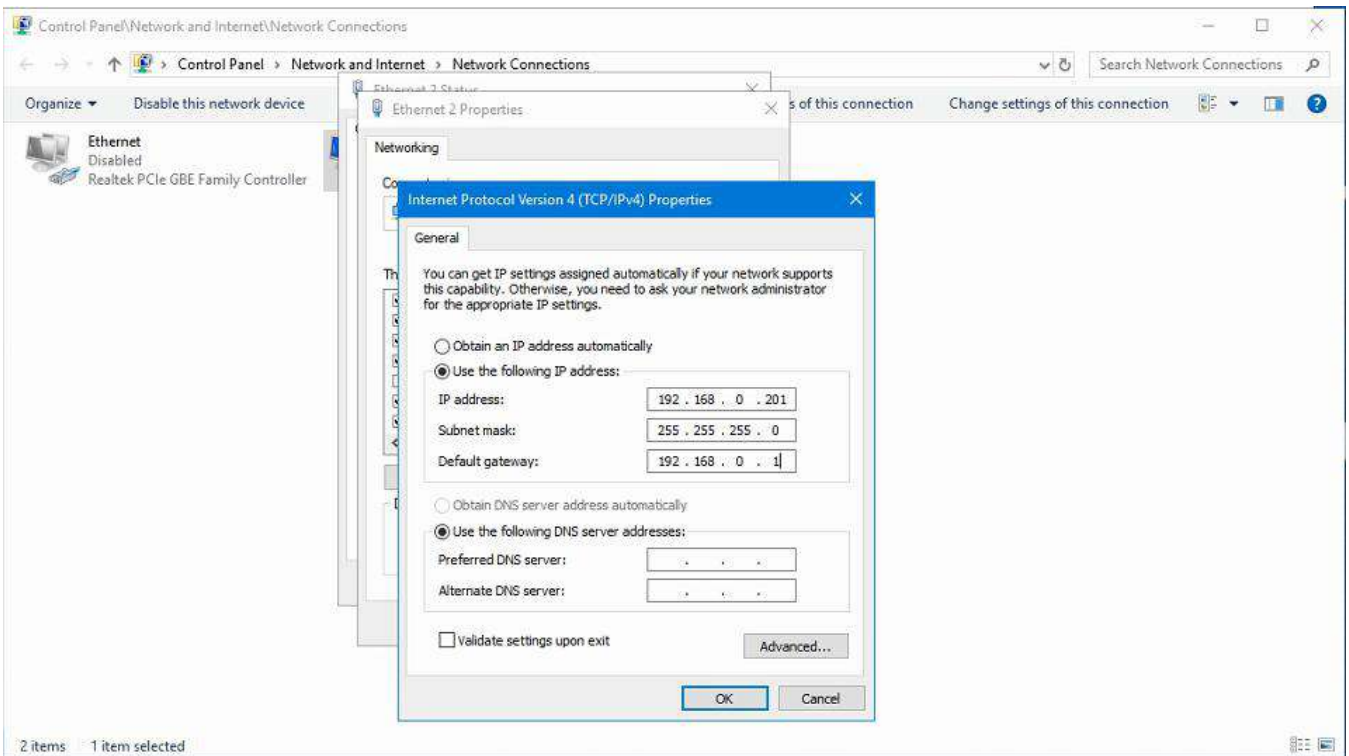 Control Panel\Network and Internet\Network Connections
Control Panel > Network and Internet > Network Connections
Search Network Connections
Organize
Disable this network device
s of this connection
Change settings of this connection
Ethernet
Disabled
Realtek PCIe GBE Family Controller
Ethernet 2 Status
Ethernet 2 Properties
Networking
Co
Th
Internet Protocol Version 4 (TCP/IPv4) Properties
General
You can get IP settings assigned automatically if your network supports
this capability. Otherwise, you need to ask your network administrator
for the appropriate IP settings.
Obtain an IP address automatically
Use the following IP address:
IP address: 192 . 168 . 0 . 201
Subnet mask: 255 . 255 . 255 . 0
Default gateway: 192 . 168 . 0 . 1
Obtain DNS server address automatically
Use the following DNS server addresses:
Preferred DNS server: . . .
Alternate DNS server: . . .
Validate settings upon exit
Advanced...
OK Cancel
2 items 1 item selected